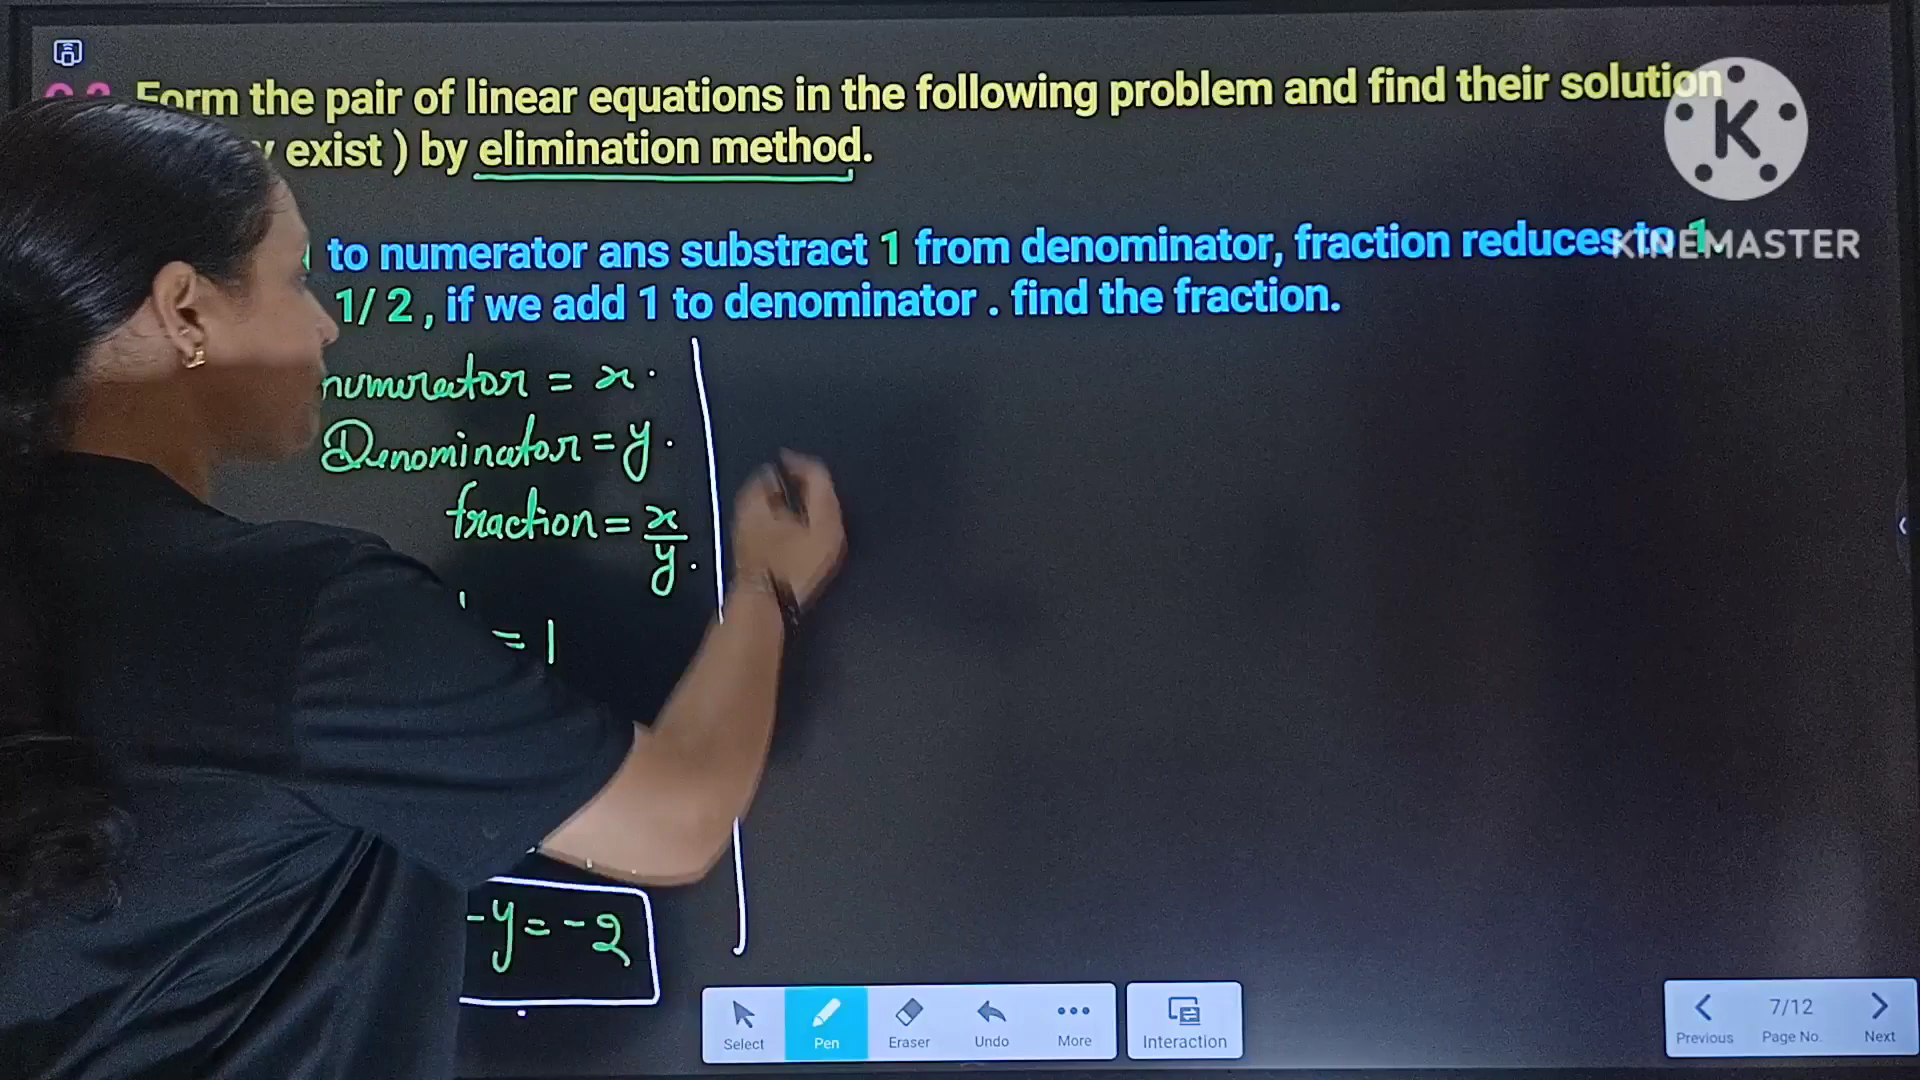 Form the pair of linear equations in the following problem and find their solution
exist ) by elimination method.
to numerator ans substract 1 from denominator, fraction reduces to 1.
1/ 2 , if we add 1 to denominator . find the fraction.
numerator = x .
Denominator = y .
fraction = x/y .
= 1
-y = -2
KINEMASTER
Select Pen Eraser Undo More Interaction
7/12
Previous Page No. Next